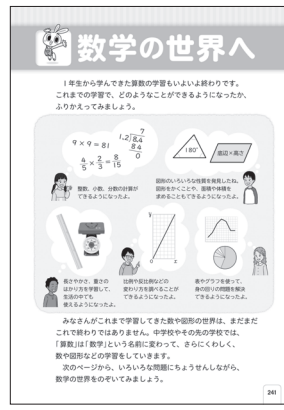 数学の世界へ
1年生から学んできた算数の学習もいよいよ終わりです。
これまでの学習で、どのようなことができるようになったか、
ふりかえってみましょう。
9 × 9 = 81
4/5 × 2/3 = 8/15
7
1.2)8.4
84
0
整数、小数、分数の計算が
できるようになったよ。
180°
底辺×高さ
図形のいろいろな性質を発見したね。
図形をかくことや、面積や体積を
求めることもできるようになったよ。
長さやかさ、重さの
はかり方を学習して、
生活の中でも
使えるようになったよ。
y
O
x
比例や反比例などの
変わり方を調べることが
できるようになったよ。
表やグラフを使って、
身の回りの問題を解決
できるようになったよ。
みなさんがこれまで学習してきた数や図形の世界は、まだまだ
これで終わりではありません。中学校やその先の学校では、
「算数」は「数学」という名前に変わって、さらにくわしく、
数や図形などの学習をしていきます。
次のページから、いろいろな問題にちょうせんしながら、
数学の世界をのぞいてみましょう。
241